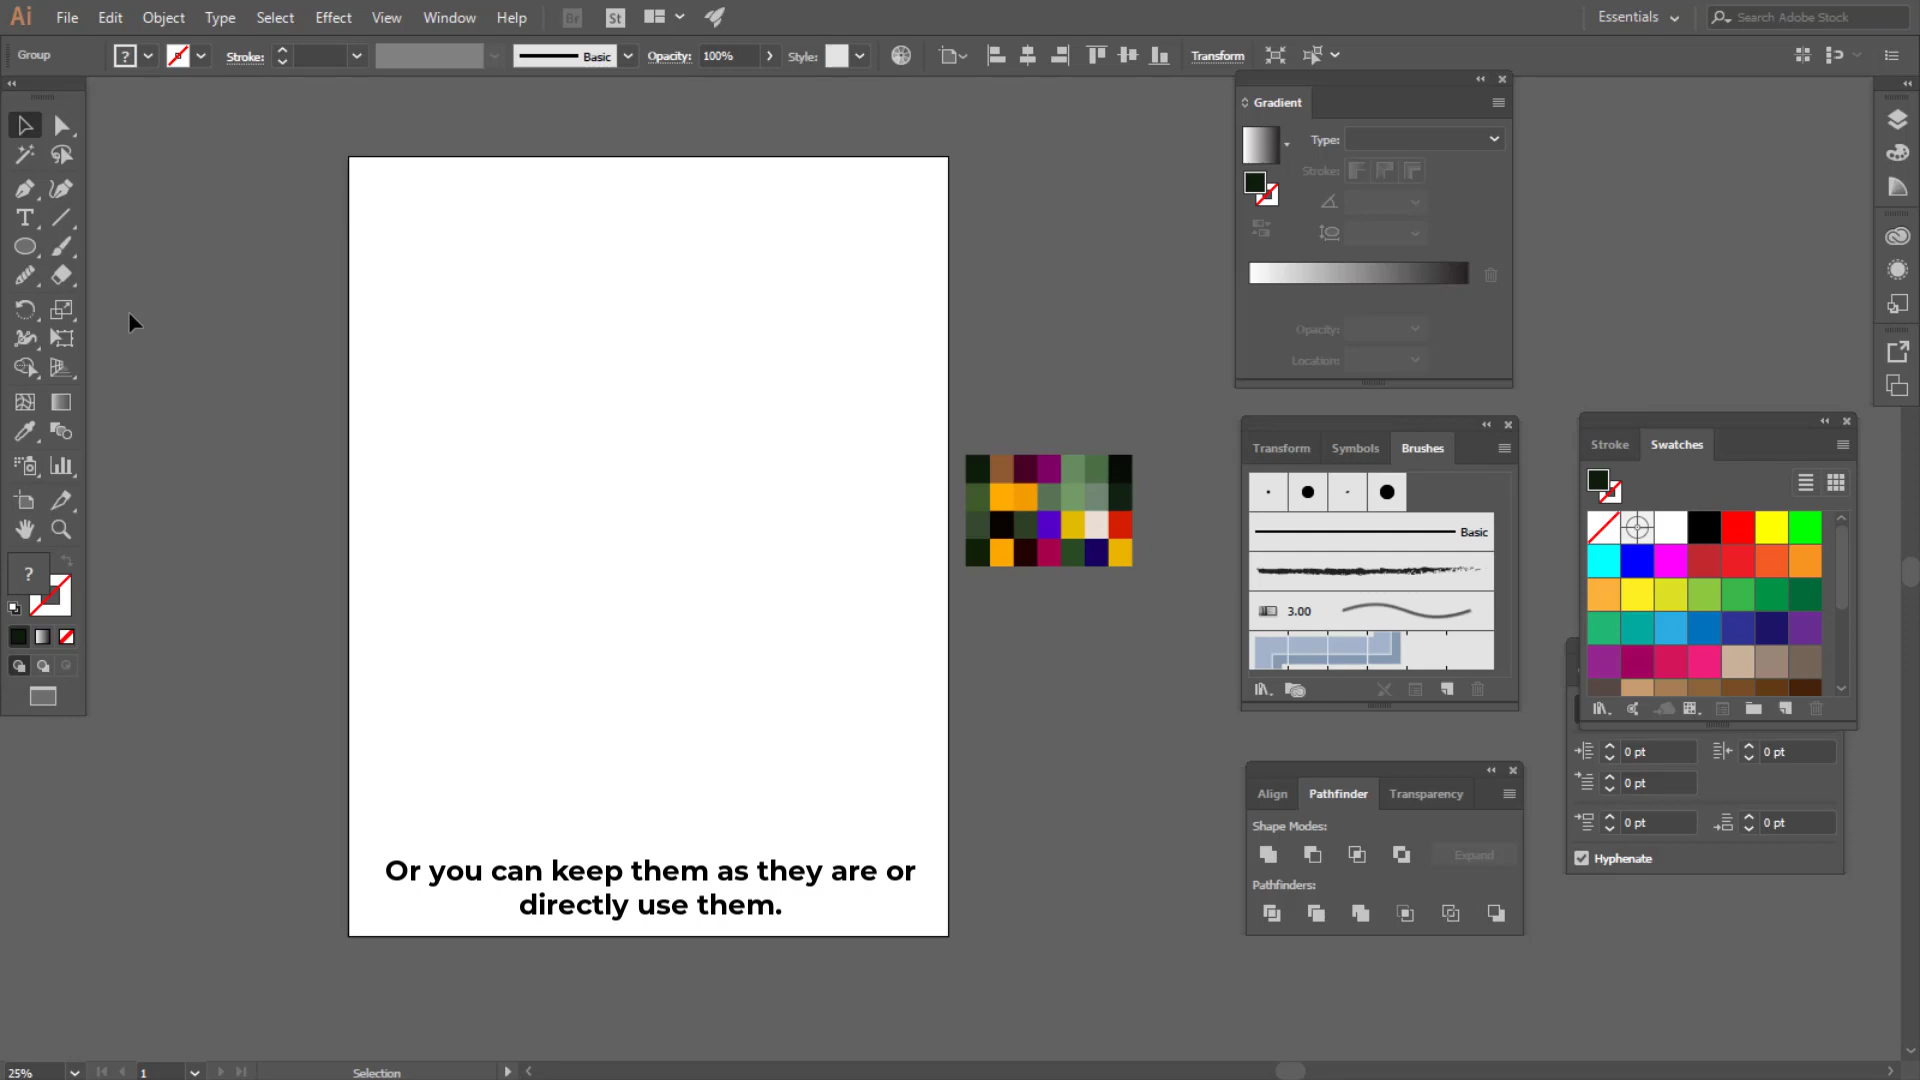 Ai File Edit Object Type Select Effect View Window Help Br St Essentials Search Adobe Stock
Group ? Stroke: Basic Opacity: 100% Style: Transform
Gradient
Type:
Stroke:
Opacity:
Location:
Transform Symbols Brushes
Basic
3.00
Stroke Swatches
?
0 pt 0 pt
0 pt
0 pt 0 pt
Hyphenate
Align Pathfinder Transparency
Shape Modes:
Expand
Pathfinders:
Or you can keep them as they are or
directly use them.
25% 1 Selection